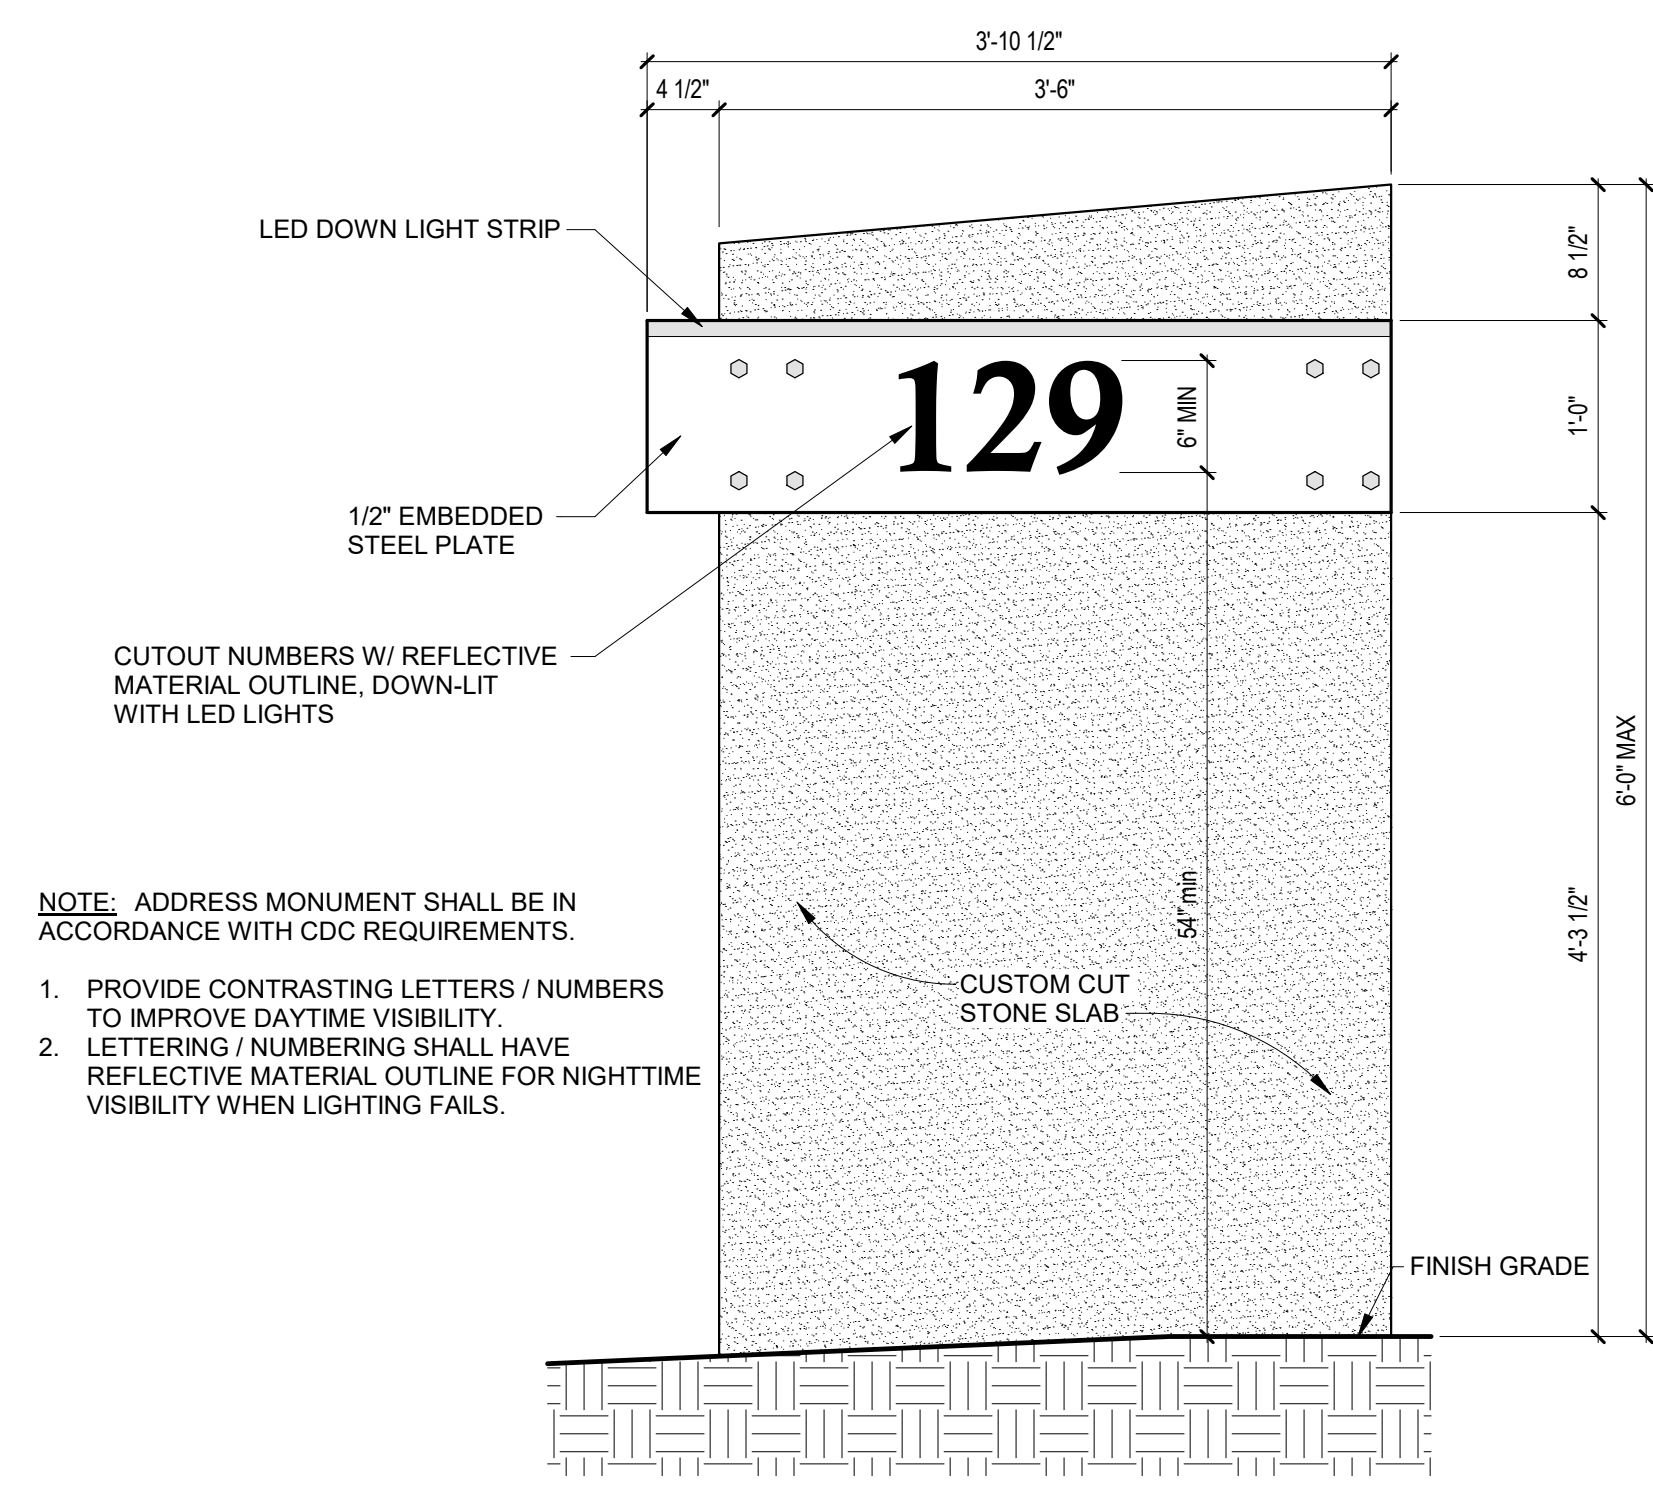 3'-10 1/2"
4 1/2"
3'-6"
LED DOWN LIGHT STRIP
8 1/2"
129
6" MIN
1'-0"
1/2" EMBEDDED
STEEL PLATE
CUTOUT NUMBERS W/ REFLECTIVE
MATERIAL OUTLINE, DOWN-LIT
WITH LED LIGHTS
6'-0" MAX
NOTE: ADDRESS MONUMENT SHALL BE IN
ACCORDANCE WITH CDC REQUIREMENTS.
1. PROVIDE CONTRASTING LETTERS / NUMBERS
TO IMPROVE DAYTIME VISIBILITY.
2. LETTERING / NUMBERING SHALL HAVE
REFLECTIVE MATERIAL OUTLINE FOR NIGHTTIME
VISIBILITY WHEN LIGHTING FAILS.
54" min
4'-3 1/2"
CUSTOM CUT
STONE SLAB
FINISH GRADE